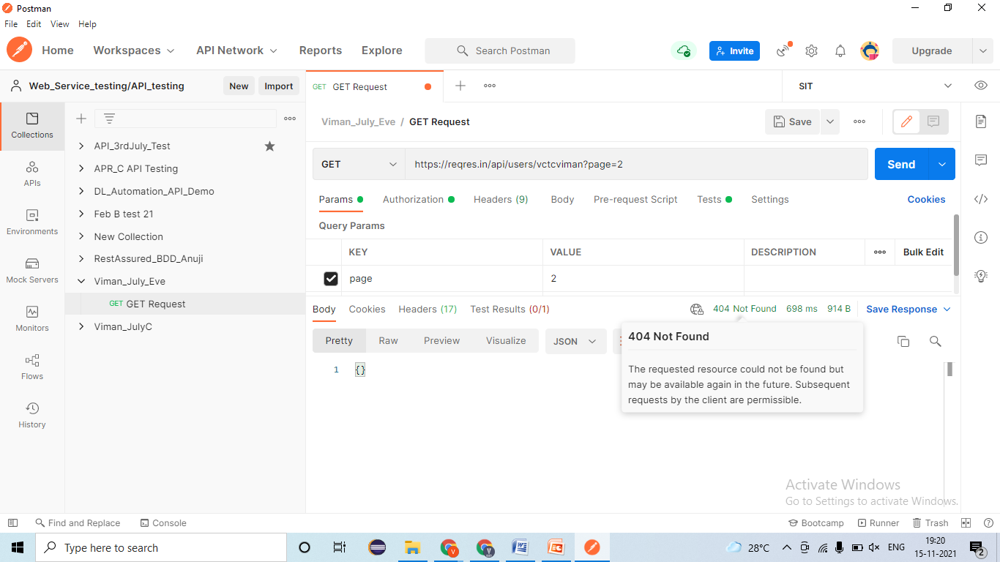 Postman
File Edit View Help
Home Workspaces API Network Reports Explore Search Postman Invite Upgrade
Web_Service_testing/API_testing New Import GET GET Request SIT
Viman_July_Eve / GET Request Save
Collections
APIs
Environments
Mock Servers
Monitors
Flows
History
API_3rdJuly_Test
APR_C API Testing
DL_Automation_API_Demo
Feb B test 21
New Collection
RestAssured_BDD_Anuji
Viman_July_Eve
GET GET Request
Viman_JulyC
GET https://reqres.in/api/users/vctcviman?page=2 Send
Params Authorization Headers (9) Body Pre-request Script Tests Settings Cookies
Query Params
KEY VALUE DESCRIPTION Bulk Edit
page 2
Body Cookies Headers (17) Test Results (0/1) 404 Not Found 698 ms 914 B Save Response
Pretty Raw Preview Visualize JSON
404 Not Found
The requested resource could not be found but
may be available again in the future. Subsequent
requests by the client are permissible.
1 {}
Activate Windows
Go to Settings to activate Windows.
Find and Replace Console Bootcamp Runner Trash
Type here to search 28°C ENG 19:20
15-11-2021 2